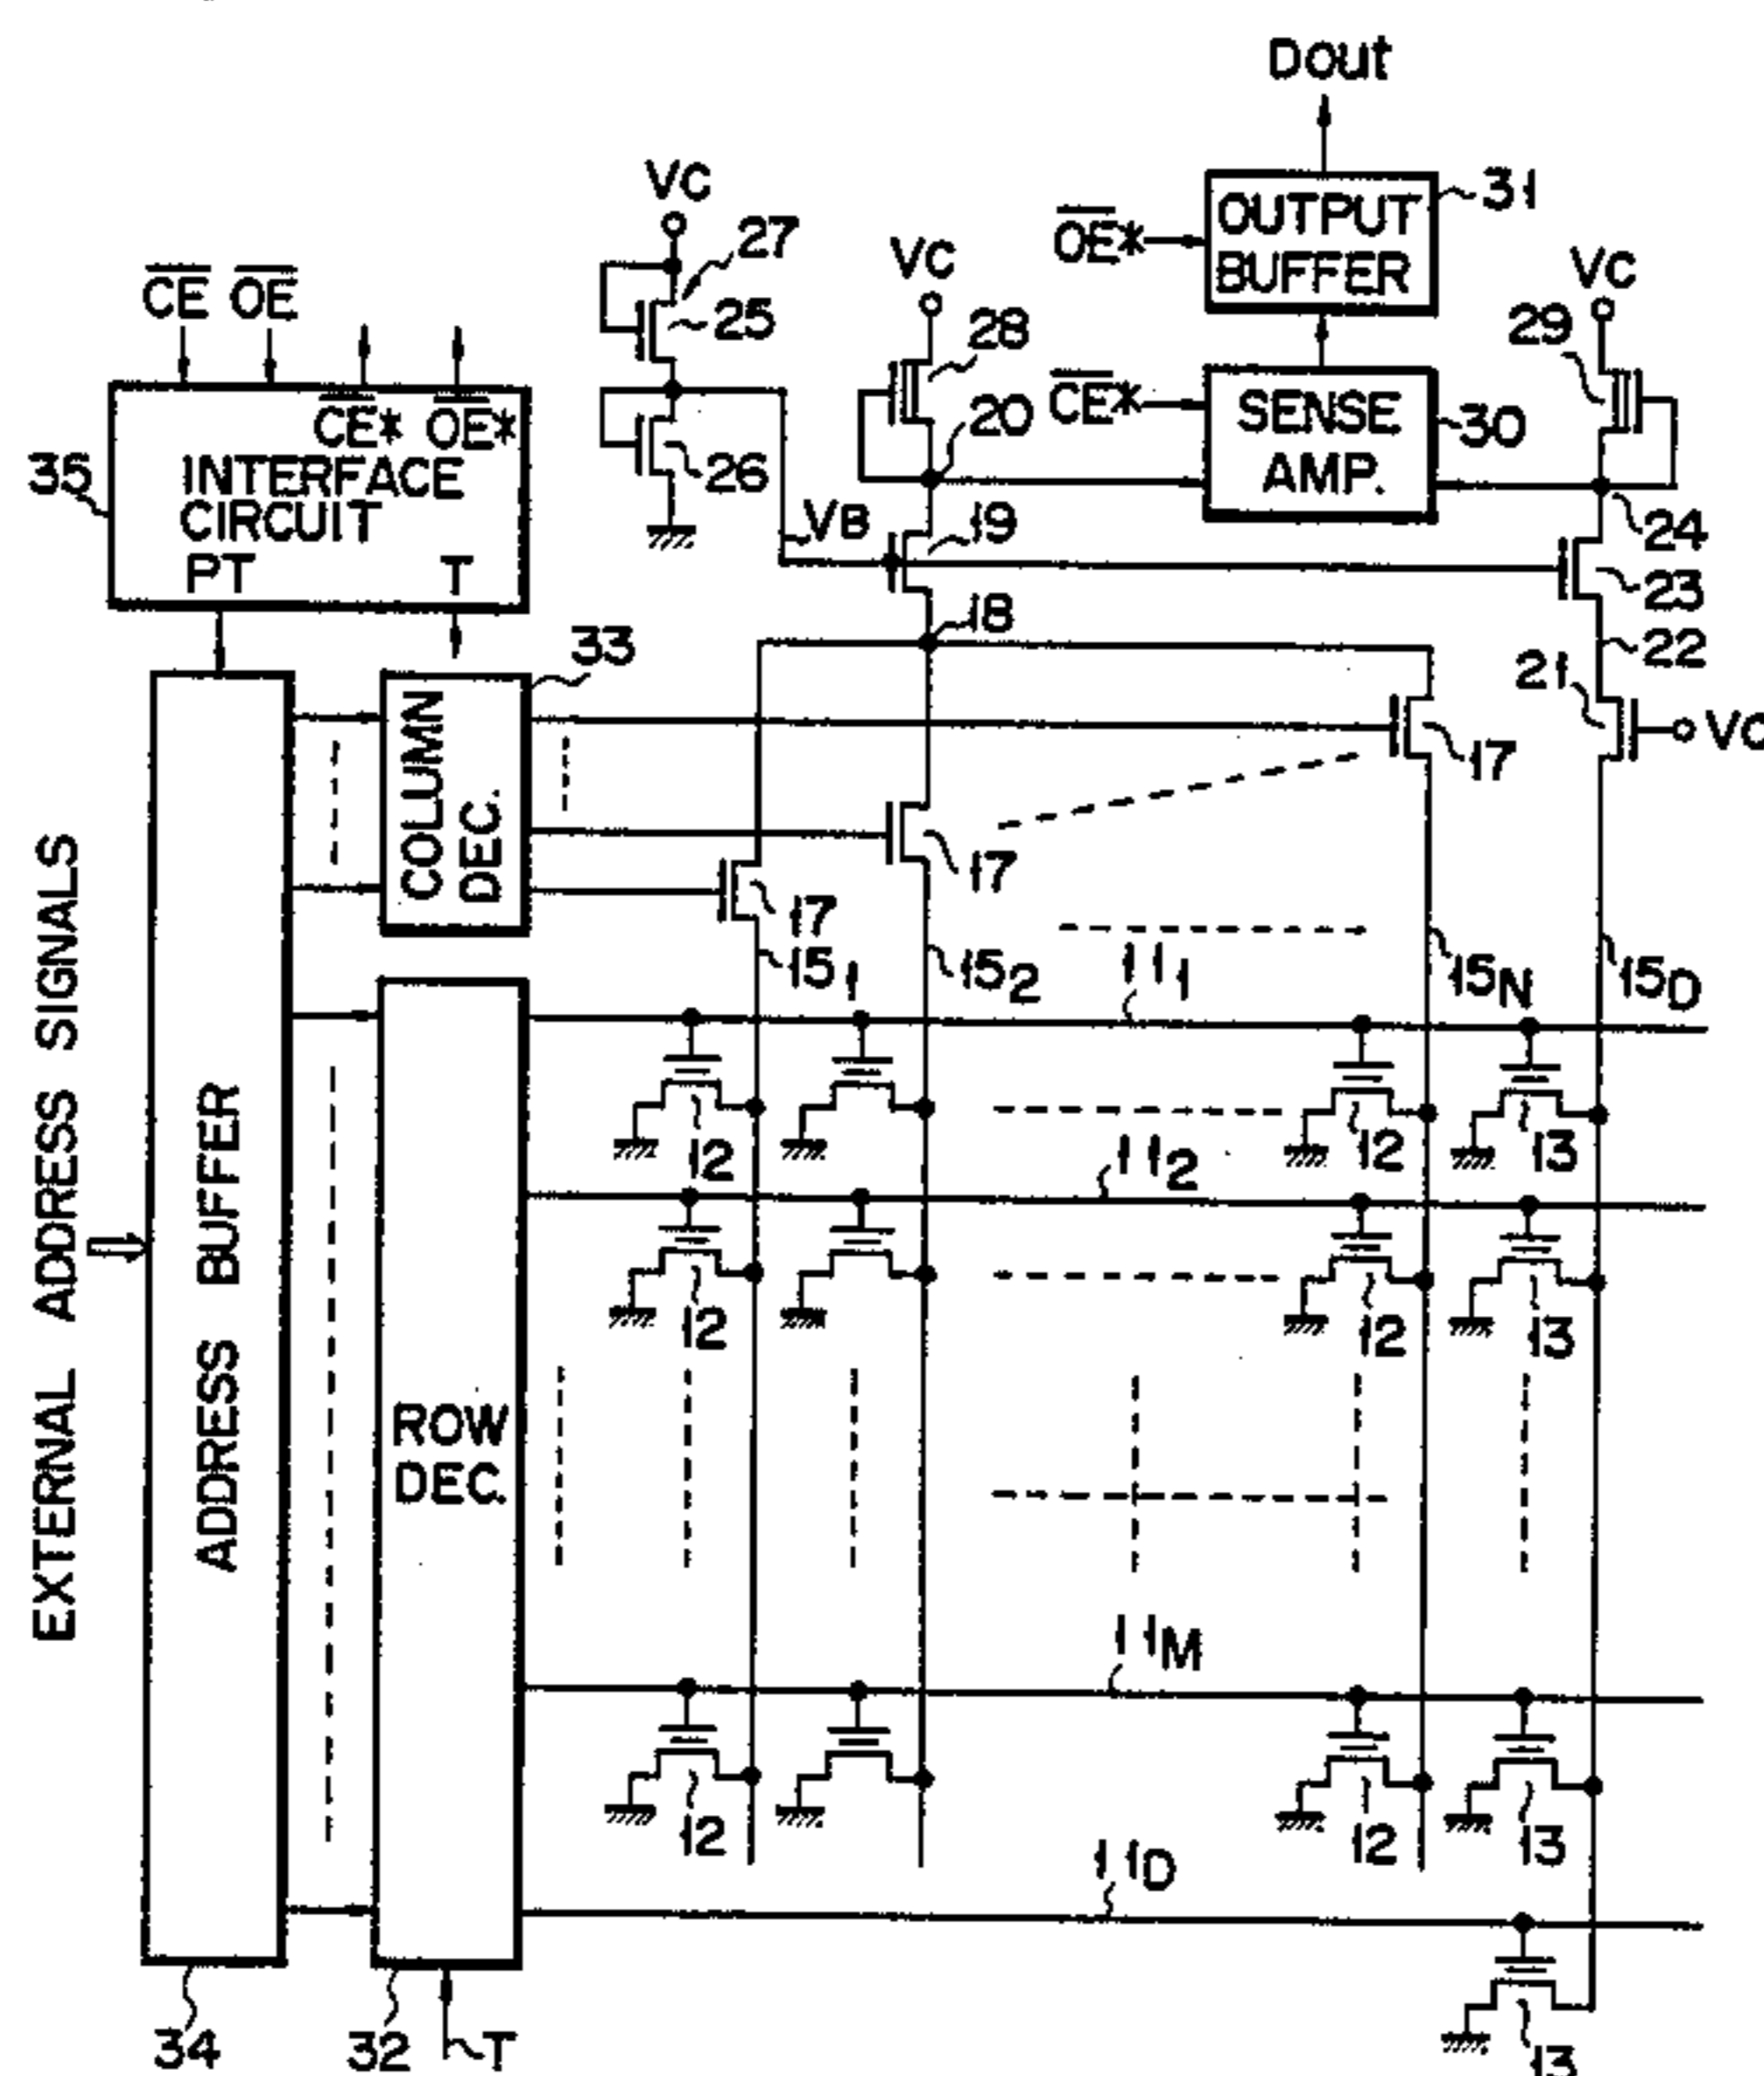 Dout
VC
27
25
26
VB
VC
28
20
19
18
OE*
OUTPUT
BUFFER
31
CE*
SENSE
AMP.
30
VC
29
24
23
22
21
VC
CE OE
CE* OE*
INTERFACE
CIRCUIT
PT T
35
33
COLUMN
DEC.
17
17
17
15₁
15₂
15N
15D
EXTERNAL ADDRESS SIGNALS
ADDRESS BUFFER
ROW
DEC.
11₁
12
12
13
11₂
12
12
13
11M
12
12
13
11D
13
34
32
T